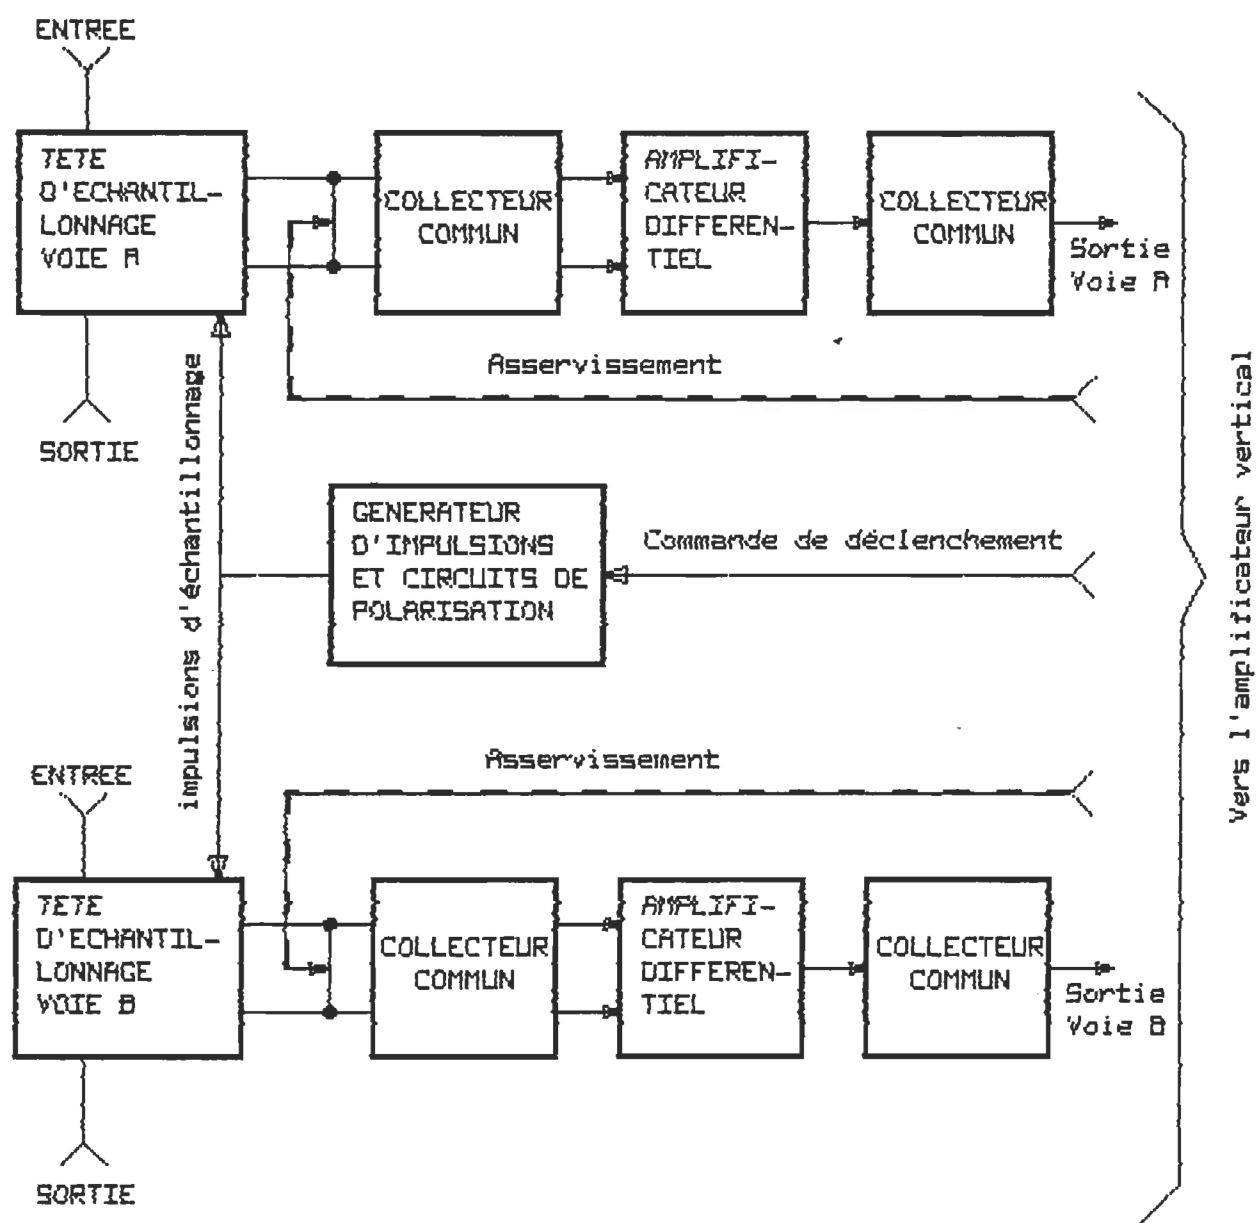 ENTREE
TETE
D'ECHANTIL-
LONNAGE
VOIE A
COLLECTEUR
COMMUN
AMPLIFI-
CATEUR
DIFFEREN-
TIEL
COLLECTEUR
COMMUN
Sortie
Voie A
SORTIE
Asservissement
impulsions d'échantillonnage
GENERATEUR
D'IMPULSIONS
ET CIRCUITS DE
POLARISATION
Commande de déclenchement
Vers l'amplificateur vertical
Asservissement
ENTREE
TETE
D'ECHANTIL-
LONNAGE
VOIE B
COLLECTEUR
COMMUN
AMPLIFI-
CATEUR
DIFFEREN-
TIEL
COLLECTEUR
COMMUN
Sortie
Voie B
SORTIE